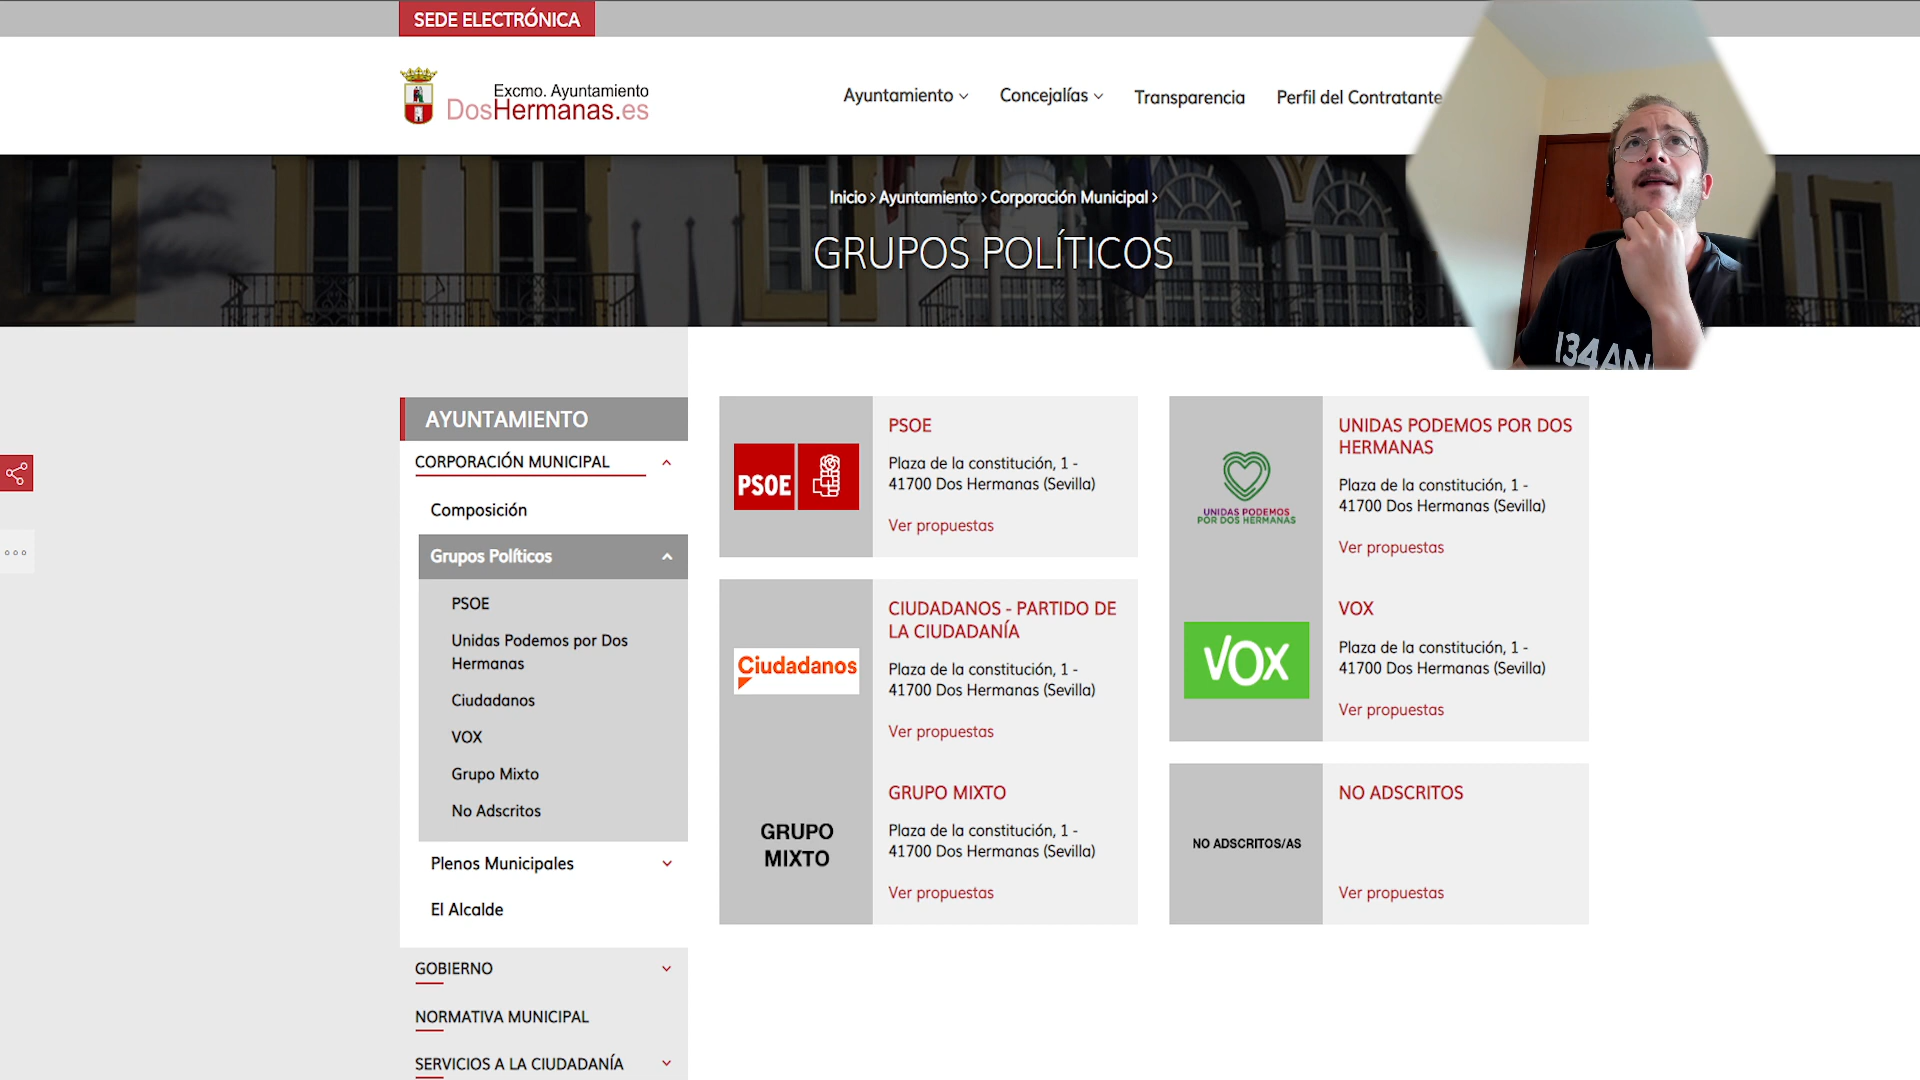 SEDE ELECTRÓNICA
Excmo. Ayuntamiento
DosHermanas.es
Ayuntamiento
Concejalías
Transparencia
Perfil del Contratante
Inicio > Ayuntamiento > Corporación Municipal >
GRUPOS POLÍTICOS
AYUNTAMIENTO
CORPORACIÓN MUNICIPAL
Composición
Grupos Políticos
PSOE
Unidas Podemos por Dos
Hermanas
Ciudadanos
VOX
Grupo Mixto
No Adscritos
Plenos Municipales
El Alcalde
GOBIERNO
NORMATIVA MUNICIPAL
SERVICIOS A LA CIUDADANÍA
PSOE
PSOE
Plaza de la constitución, 1 -
41700 Dos Hermanas (Sevilla)
Ver propuestas
UNIDAS PODEMOS
POR DOS HERMANAS
UNIDAS PODEMOS POR DOS
HERMANAS
Plaza de la constitución, 1 -
41700 Dos Hermanas (Sevilla)
Ver propuestas
Ciudadanos
CIUDADANOS - PARTIDO DE
LA CIUDADANÍA
Plaza de la constitución, 1 -
41700 Dos Hermanas (Sevilla)
Ver propuestas
VOX
VOX
Plaza de la constitución, 1 -
41700 Dos Hermanas (Sevilla)
Ver propuestas
GRUPO
MIXTO
GRUPO MIXTO
Plaza de la constitución, 1 -
41700 Dos Hermanas (Sevilla)
Ver propuestas
NO ADSCRITOS/AS
NO ADSCRITOS
Ver propuestas